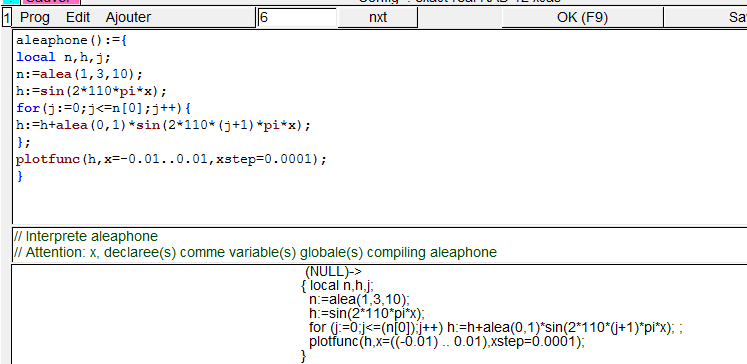 1 Prog Edit Ajouter 6 nxt OK (F9)
aleaphone():={
local n,h,j;
n:=alea(1,3,10);
h:=sin(2*110*pi*x);
for(j:=0;j<=n[0];j++){
h:=h+alea(0,1)*sin(2*110*(j+1)*pi*x);
};
plotfunc(h,x=-0.01..0.01,xstep=0.0001);
}
// Interprete aleaphone
// Attention: x, declaree(s) comme variable(s) globale(s) compiling aleaphone
(NULL)->
{ local n,h,j;
n:=alea(1,3,10);
h:=sin(2*110*pi*x);
for (j:=0;j<=(n[0]);j++) h:=h+alea(0,1)*sin(2*110*(j+1)*pi*x); ;
plotfunc(h,x=((-0.01) .. 0.01),xstep=0.0001);
}